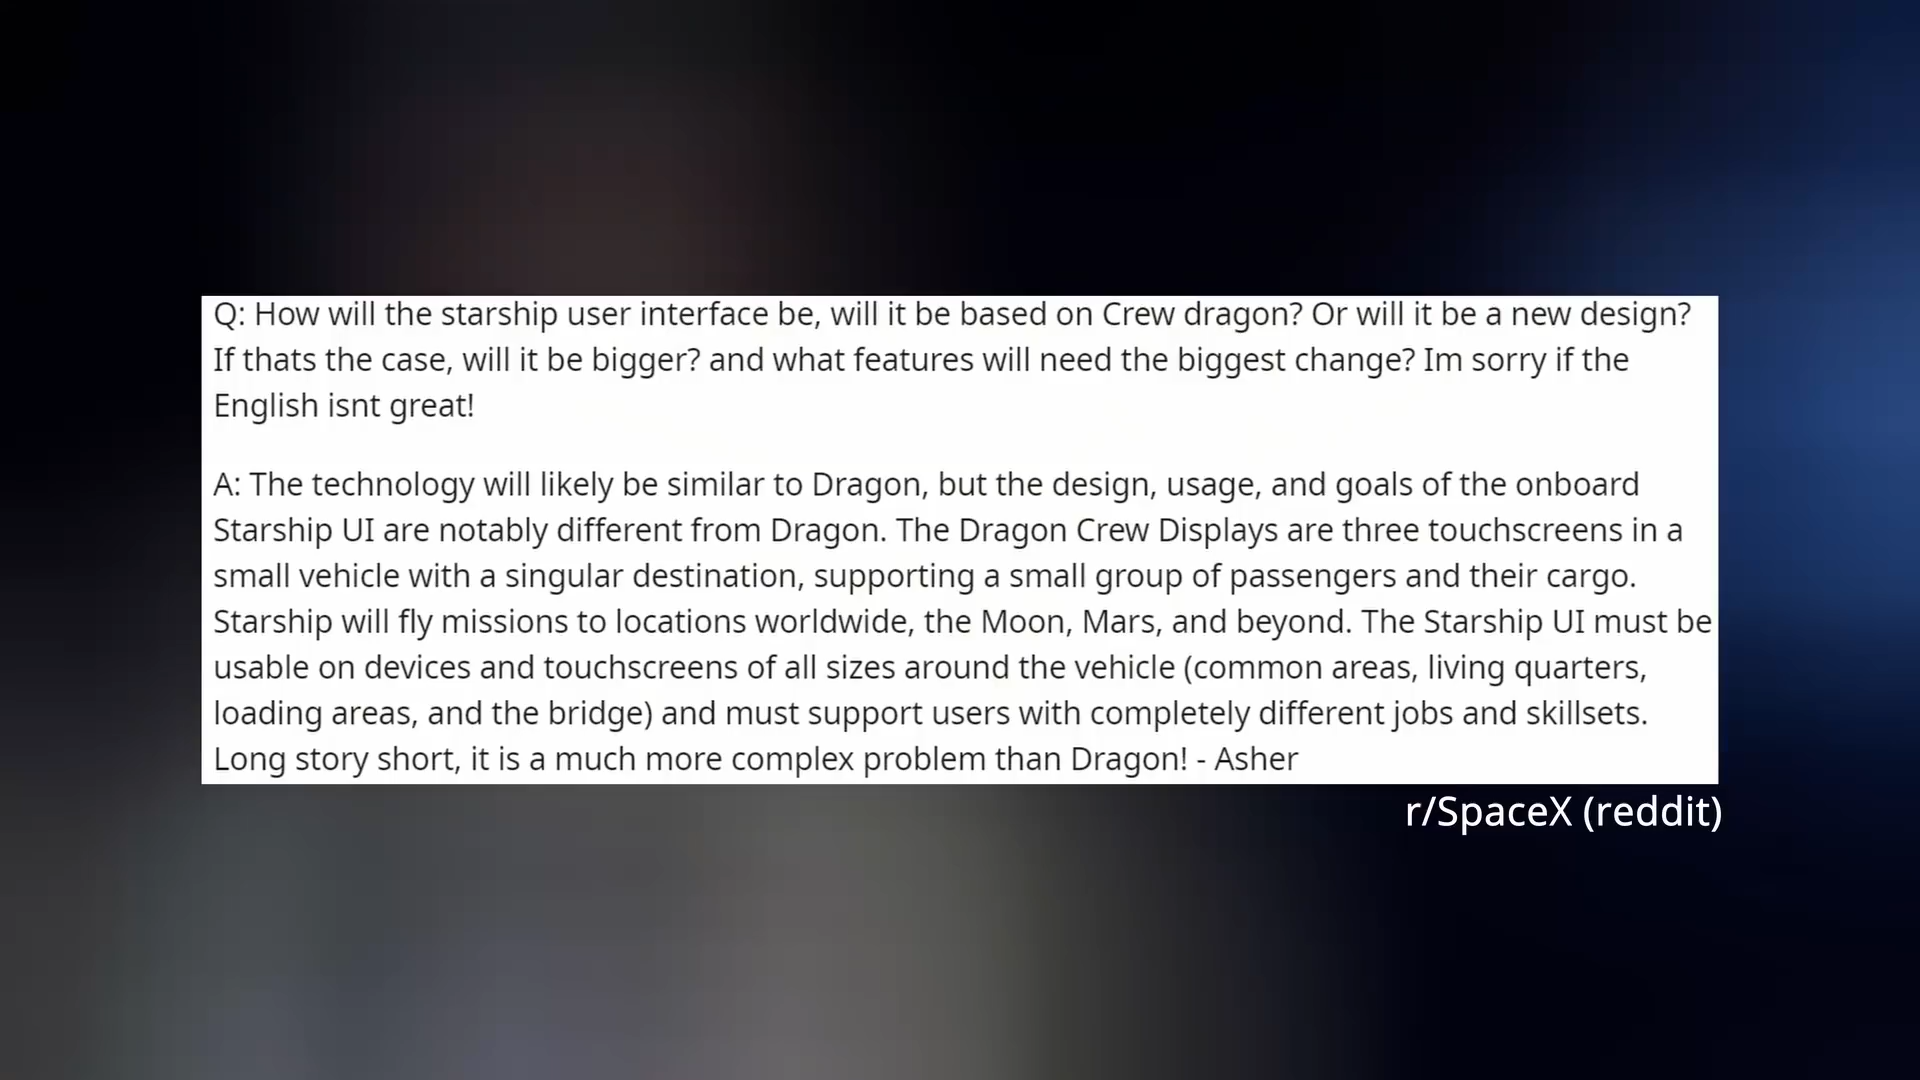 Q: How will the starship user interface be, will it be based on Crew dragon? Or will it be a new design?
If thats the case, will it be bigger? and what features will need the biggest change? Im sorry if the
English isnt great!
A: The technology will likely be similar to Dragon, but the design, usage, and goals of the onboard
Starship UI are notably different from Dragon. The Dragon Crew Displays are three touchscreens in a
small vehicle with a singular destination, supporting a small group of passengers and their cargo.
Starship will fly missions to locations worldwide, the Moon, Mars, and beyond. The Starship UI must be
usable on devices and touchscreens of all sizes around the vehicle (common areas, living quarters,
loading areas, and the bridge) and must support users with completely different jobs and skillsets.
Long story short, it is a much more complex problem than Dragon! - Asher
r/SpaceX (reddit)